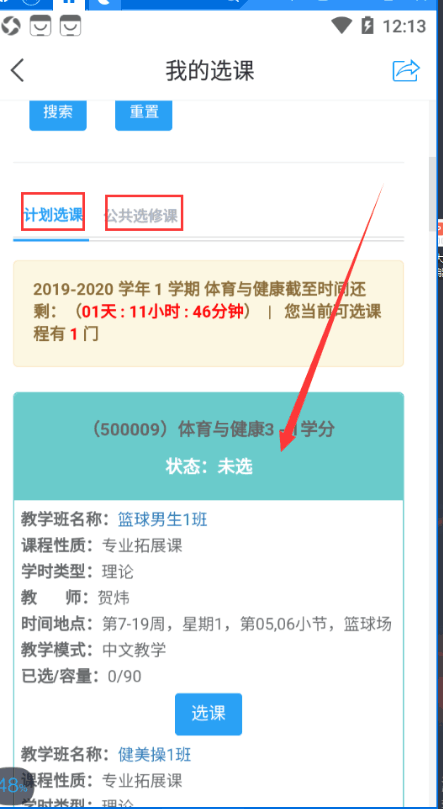 12:13
我的选课
搜索 重置
计划选课 公共选修课
2019-2020 学年 1 学期 体育与健康截至时间还
剩：（01天 : 11小时 : 46分钟） | 您当前可选课
程有 1 门
（500009）体育与健康3 - 学分
状态：未选
教学班名称：篮球男生1班
课程性质：专业拓展课
学时类型：理论
教 师：贺炜
时间地点：第7-19周，星期1，第05,06小节，篮球场
教学模式：中文教学
已选/容量：0/90
选课
教学班名称：健美操1班
课程性质：专业拓展课
学时类型：理论
48%